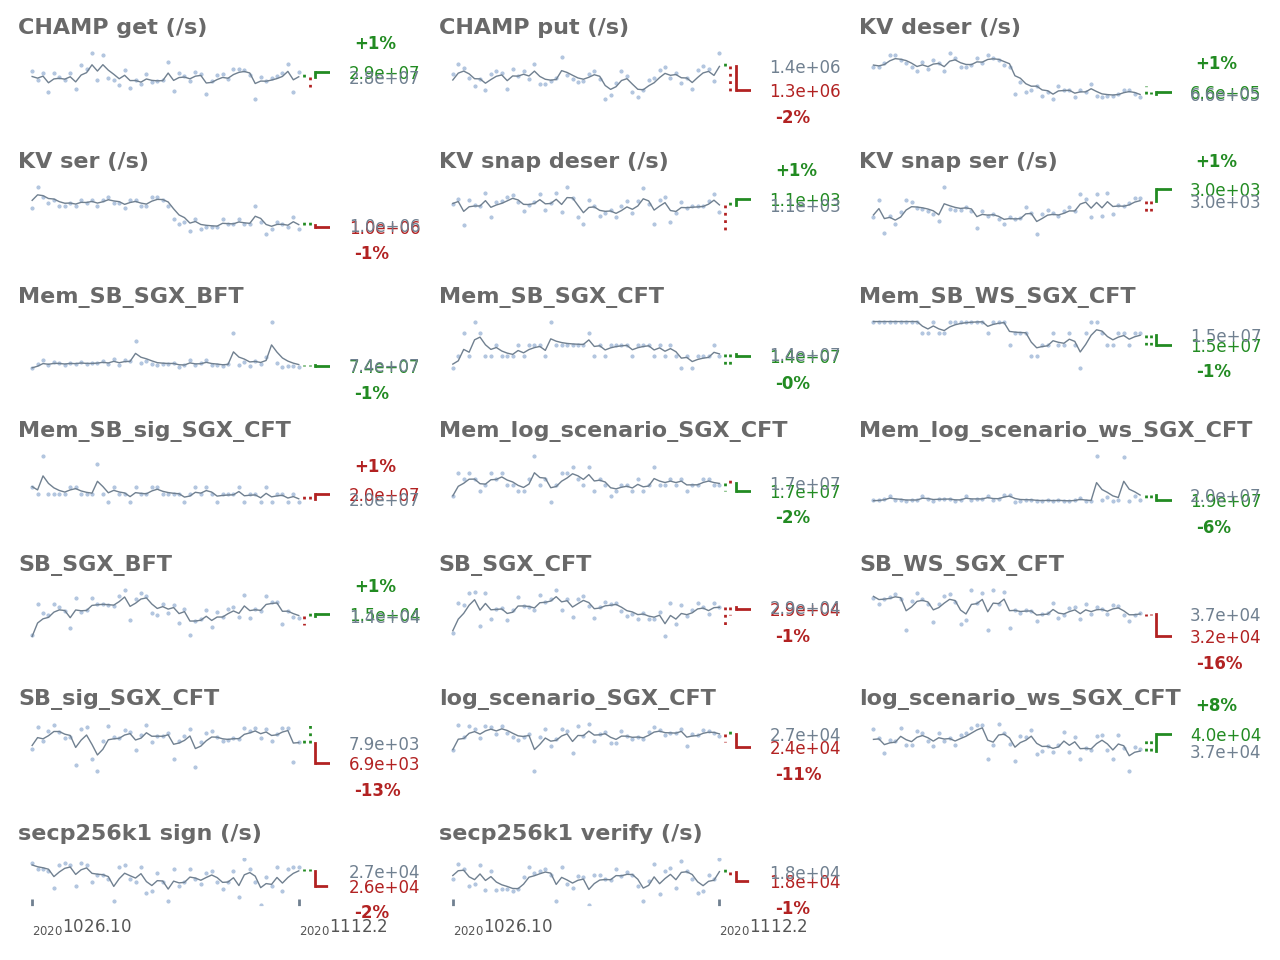 CHAMP get (/s)
+1%
2.9e+07
2.8e+07
CHAMP put (/s)
1.4e+06
1.3e+06
-2%
KV deser (/s)
+1%
6.6e+05
6.6e+05
KV ser (/s)
1.0e+06
1.0e+06
-1%
KV snap deser (/s)
+1%
1.1e+03
1.1e+03
KV snap ser (/s)
+1%
3.0e+03
3.0e+03
Mem_SB_SGX_BFT
7.4e+07
-1%
Mem_SB_SGX_CFT
1.4e+07
1.4e+07
-0%
Mem_SB_WS_SGX_CFT
1.5e+07
1.5e+07
-1%
Mem_SB_sig_SGX_CFT
+1%
2.0e+07
2.0e+07
Mem_log_scenario_SGX_CFT
1.7e+07
1.7e+07
-2%
Mem_log_scenario_ws_SGX_CFT
2.0e+07
1.9e+07
-6%
SB_SGX_BFT
+1%
1.5e+04
1.4e+04
SB_SGX_CFT
2.9e+04
2.9e+04
-1%
SB_WS_SGX_CFT
3.7e+04
3.2e+04
-16%
SB_sig_SGX_CFT
7.9e+03
6.9e+03
-13%
log_scenario_SGX_CFT
2.7e+04
2.4e+04
-11%
log_scenario_ws_SGX_CFT
+8%
4.0e+04
3.7e+04
secp256k1 sign (/s)
2.7e+04
2.6e+04
-2%
20201026.10
20201112.2
secp256k1 verify (/s)
1.8e+04
1.8e+04
-1%
20201026.10
20201112.2